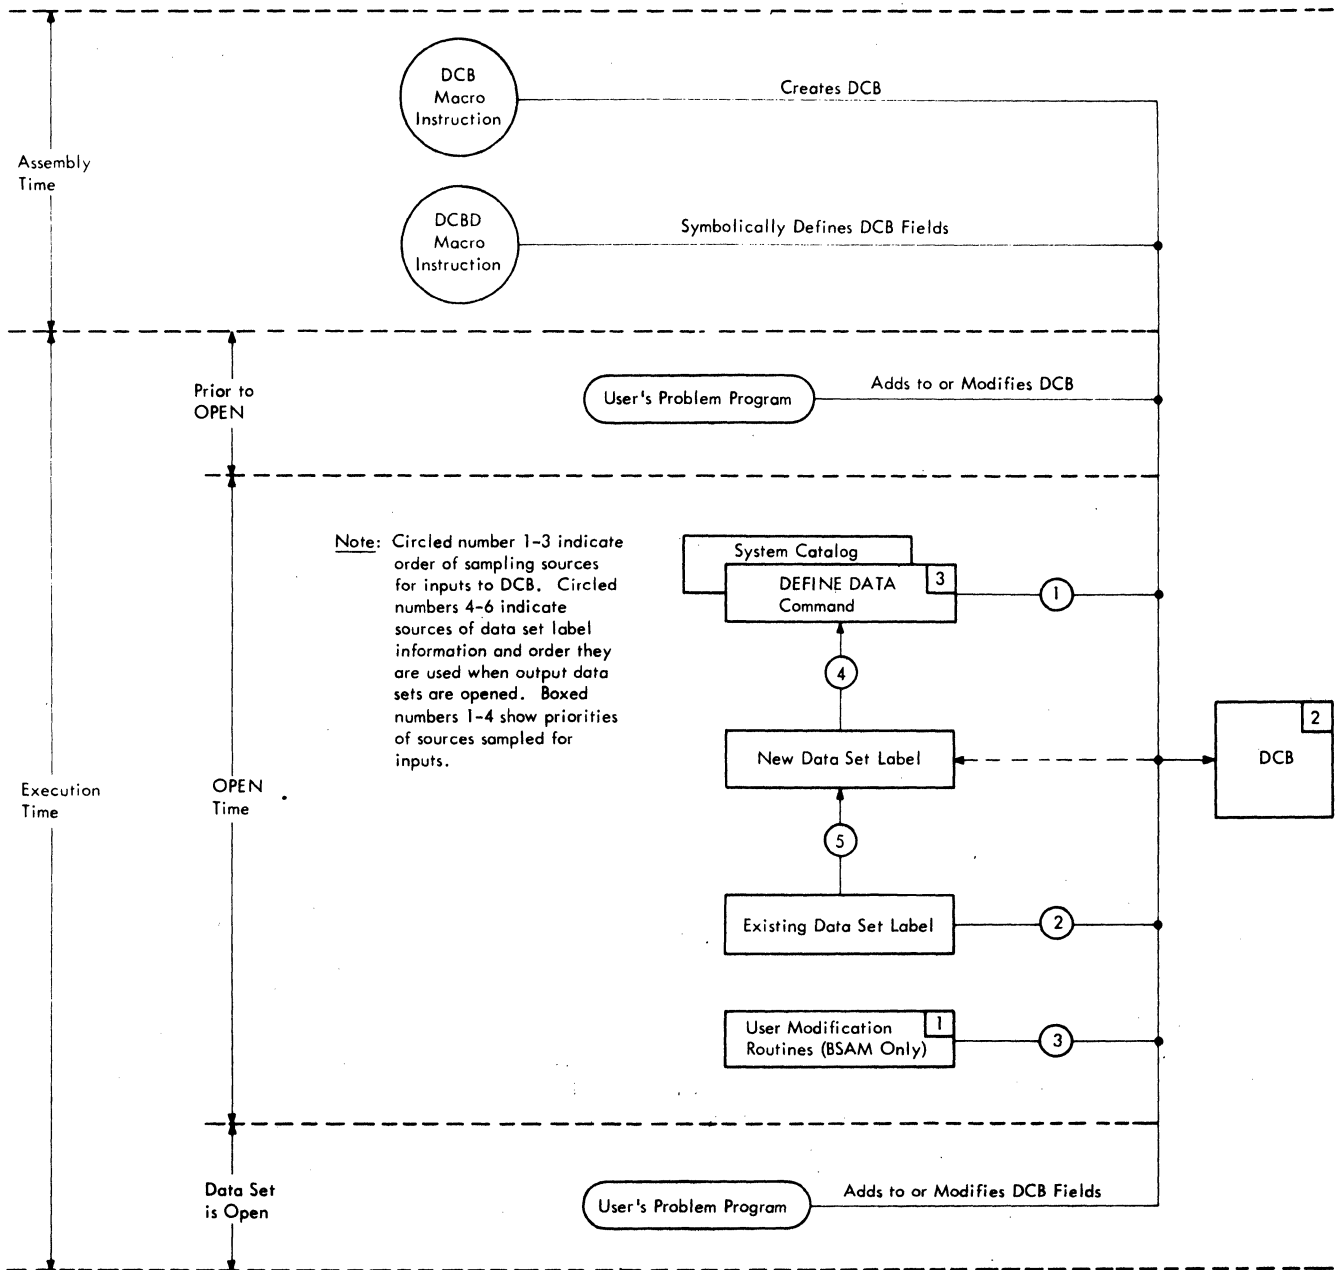 DCB
Macro
Instruction
Creates DCB
Assembly
Time
DCBD
Macro
Instruction
Symbolically Defines DCB Fields
Prior to
OPEN
User's Problem Program
Adds to or Modifies DCB
Note: Circled number 1-3 indicate
order of sampling sources
for inputs to DCB. Circled
numbers 4-6 indicate
sources of data set label
information and order they
are used when output data
sets are opened. Boxed
numbers 1-4 show priorities
of sources sampled for
inputs.
System Catalog
DEFINE DATA
Command
3
1
4
New Data Set Label
2
DCB
Execution
Time
OPEN
Time
5
Existing Data Set Label
2
User Modification
Routines (BSAM Only)
1
3
Data Set
is Open
User's Problem Program
Adds to or Modifies DCB Fields